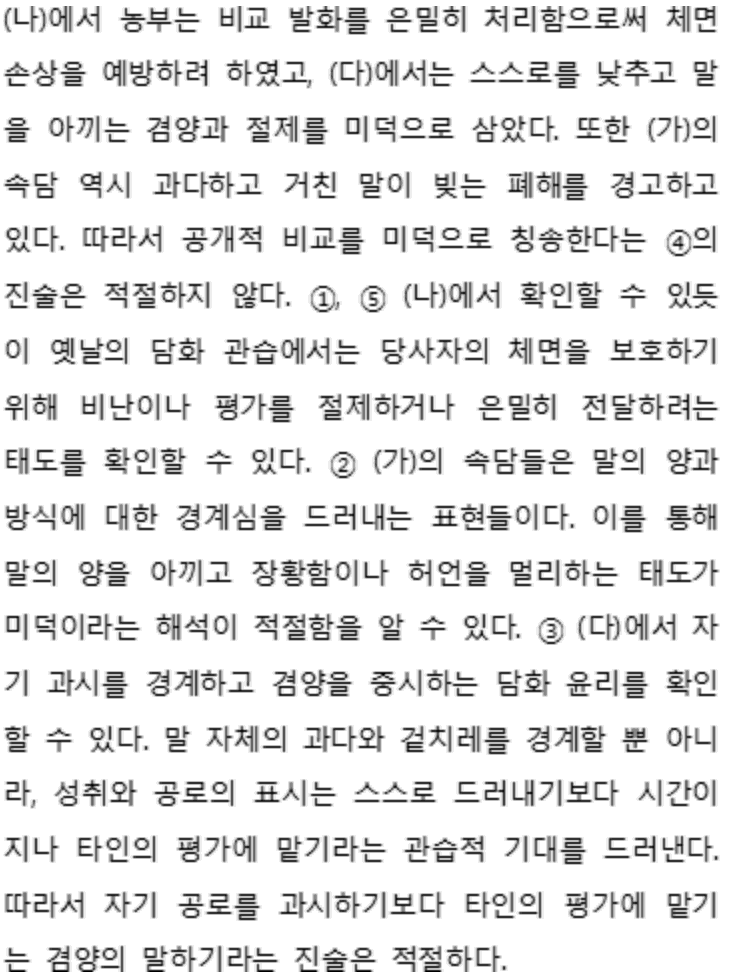 (나)에서 농부는 비교 발화를 은밀히 처리함으로써 체면
손상을 예방하려 하였고, (다)에서는 스스로를 낮추고 말
을 아끼는 겸양과 절제를 미덕으로 삼았다. 또한 (가)의
속담 역시 과다하고 거친 말이 빚는 폐해를 경고하고
있다. 따라서 공개적 비교를 미덕으로 칭송한다는 ④의
진술은 적절하지 않다. ①, ⑤ (나)에서 확인할 수 있듯
이 옛날의 담화 관습에서는 당사자의 체면을 보호하기
위해 비난이나 평가를 절제하거나 은밀히 전달하려는
태도를 확인할 수 있다. ② (가)의 속담들은 말의 양과
방식에 대한 경계심을 드러내는 표현들이다. 이를 통해
말의 양을 아끼고 장황함이나 허언을 멀리하는 태도가
미덕이라는 해석이 적절함을 알 수 있다. ③ (다)에서 자
기 과시를 경계하고 겸양을 중시하는 담화 윤리를 확인
할 수 있다. 말 자체의 과다와 겉치레를 경계할 뿐 아니
라, 성취와 공로의 표시는 스스로 드러내기보다 시간이
지나 타인의 평가에 맡기라는 관습적 기대를 드러낸다.
따라서 자기 공로를 과시하기보다 타인의 평가에 맡기
는 겸양의 말하기라는 진술은 적절하다.